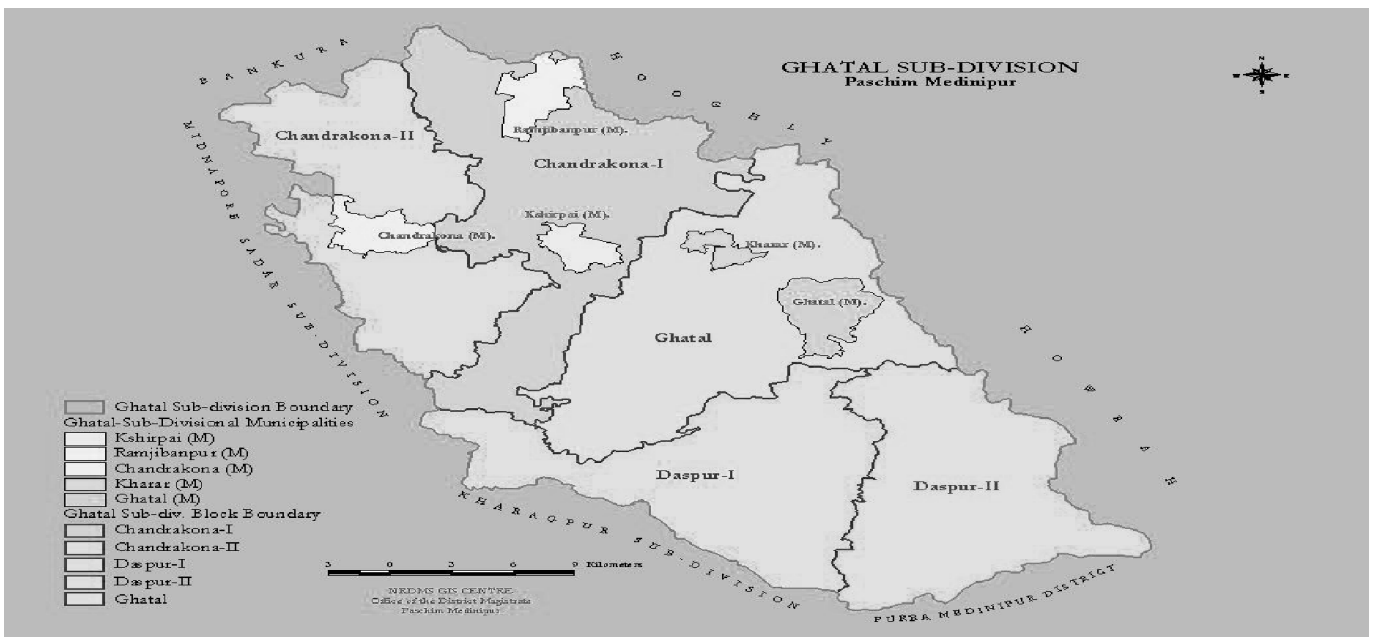 GHATAL SUB-DIVISION
Paschim Medinipur
N
W E
S
BANKURA
HOOGHLY
MIDNAPORE SADAR SUB-DIVISION
HOWRAH
KHARAGPUR SUB-DIVISION
PURBA MEDINIPUR DISTRICT
Chandrakona-II
Ramjibanpur (M).
Chandrakona-I
Kshirpai (M).
Chandrakona (M).
Kharar (M).
Ghatal (M).
Ghatal
Daspur-I
Daspur-II
Ghatal Sub-division Boundary
Ghatal-Sub-Divisional Municipalities
Kshirpai (M)
Ramjibanpur (M)
Chandrakona (M)
Kharar (M)
Ghatal (M)
Ghatal Sub-div. Block Boundary
Chandrakona-I
Chandrakona-II
Daspur-I
Daspur-II
Ghatal
3 0 3 6 9 Kilometers
NRDMS GIS CENTRE
Office of the District Magistrate
Paschim Medinipur